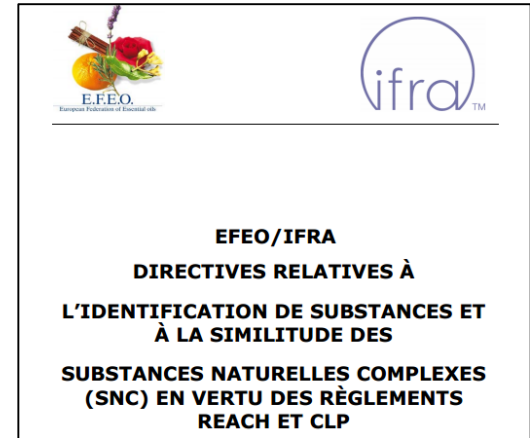 E.F.E.O.
European Federation of Essential oils
ifra TM
EFEO/IFRA
DIRECTIVES RELATIVES À
L'IDENTIFICATION DE SUBSTANCES ET
À LA SIMILITUDE DES
SUBSTANCES NATURELLES COMPLEXES
(SNC) EN VERTU DES RÈGLEMENTS
REACH ET CLP